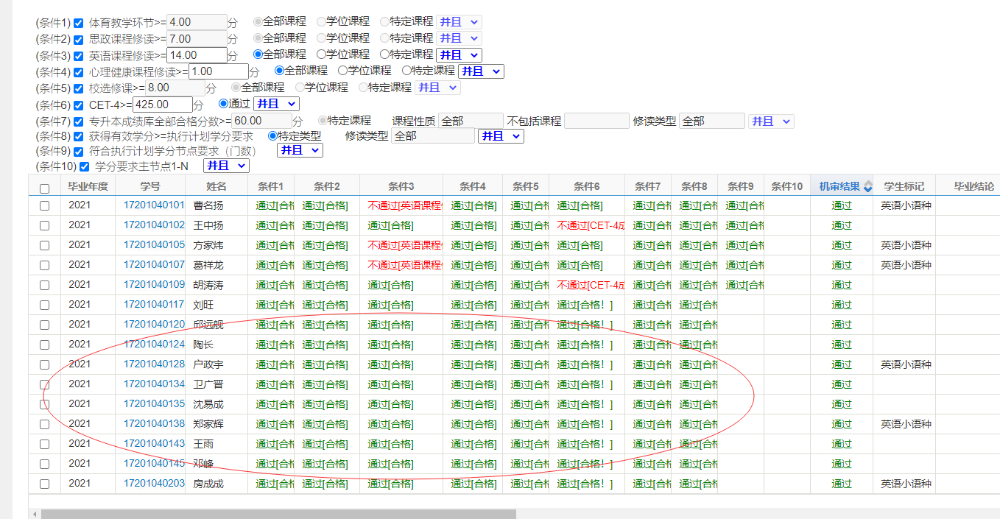 (条件1) 体育教学环节>= 4.00 分 全部课程 学位课程 特定课程 并且
(条件2) 思政课程修读>= 7.00 分 全部课程 学位课程 特定课程 并且
(条件3) 英语课程修读>= 14.00 分 全部课程 学位课程 特定课程 并且
(条件4) 心理健康课程修读>= 1.00 分 全部课程 学位课程 特定课程 并且
(条件5) 校选修课>= 8.00 分 全部课程 学位课程 特定课程 并且
(条件6) CET-4>= 425.00 分 通过 并且
(条件7) 专升本成绩库全部合格分数>= 60.00 分 特定课程 课程性质 全部 不包括课程 修读类型 全部 并且
(条件8) 获得有效学分>=执行计划学分要求 特定类型 修读类型 全部 并且
(条件9) 符合执行计划学分节点要求（门数） 并且
(条件10) 学分要求主节点1-N 并且
毕业年度 学号 姓名 条件1 条件2 条件3 条件4 条件5 条件6 条件7 条件8 条件9 条件10 机审结果 学生标记 毕业结论
2021 17201040101 曹名扬 通过[合格 通过[合格] 不通过[英语课程 通过[合格] 通过[合格 通过[合格] 通过[合 通过[合格 通过[合格 通过 英语小语种
2021 17201040102 王中扬 通过[合格 通过[合格] 通过[合格] 通过[合格] 通过[合格 不通过[CET-4成 通过[合 通过[合格 通过[合格 通过
2021 17201040105 方家炜 通过[合格 通过[合格] 不通过[英语课程 通过[合格] 通过[合格 通过[合格] 通过[合 通过[合格 通过[合格 通过 英语小语种
2021 17201040107 葛祥龙 通过[合格 通过[合格] 不通过[英语课程 通过[合格] 通过[合格 通过[合格] 通过[合 通过[合格 通过[合格 通过 英语小语种
2021 17201040109 胡涛涛 通过[合格 通过[合格] 通过[合格] 通过[合格] 通过[合格 不通过[CET-4成 通过[合 通过[合格 通过[合格 通过
2021 17201040117 刘旺 通过[合格 通过[合格] 通过[合格] 通过[合格] 通过[合格 通过[合格！] 通过[合 通过[合格 通过
2021 17201040120 邱远舰 通过[合格 通过[合格] 通过[合格] 通过[合格] 通过[合格 通过[合格！] 通过[合 通过[合格 通过
2021 17201040124 陶长 通过[合格 通过[合格] 通过[合格] 通过[合格] 通过[合格 通过[合格！] 通过[合 通过[合格 通过
2021 17201040128 户政宇 通过[合格 通过[合格] 通过[合格] 通过[合格] 通过[合格 通过[合格！] 通过[合 通过[合格 通过 英语小语种
2021 17201040134 卫广晋 通过[合格 通过[合格] 通过[合格] 通过[合格] 通过[合格 通过[合格！] 通过[合 通过[合格 通过
2021 17201040135 沈易成 通过[合格 通过[合格] 通过[合格] 通过[合格] 通过[合格 通过[合格！] 通过[合 通过[合格 通过
2021 17201040138 郑家辉 通过[合格 通过[合格] 通过[合格] 通过[合格] 通过[合格 通过[合格！] 通过[合 通过[合格 通过 英语小语种
2021 17201040143 王雨 通过[合格 通过[合格] 通过[合格] 通过[合格] 通过[合格 通过[合格！] 通过[合 通过[合格 通过
2021 17201040145 邓峰 通过[合格 通过[合格] 通过[合格] 通过[合格] 通过[合格 通过[合格！] 通过[合 通过[合格 通过
2021 17201040203 房成成 通过[合格 通过[合格] 通过[合格] 通过[合格] 通过[合格 通过[合格！] 通过[合 通过[合格 通过 英语小语种